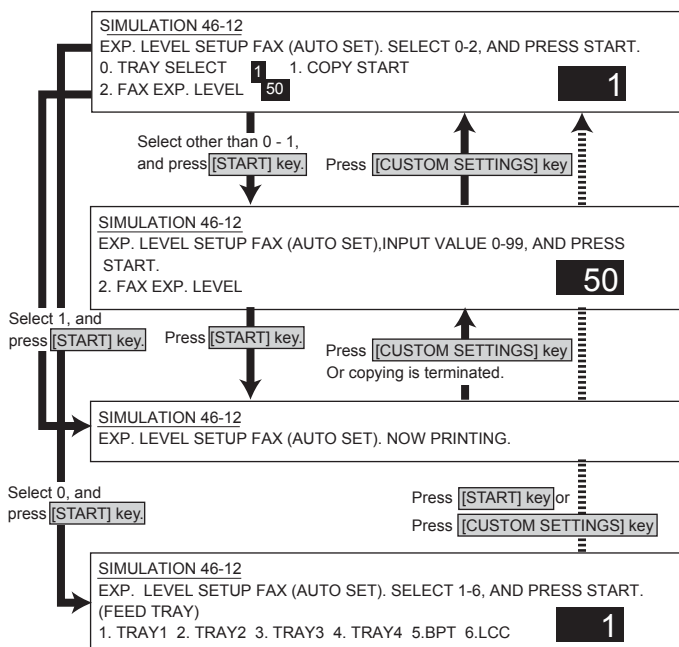 SIMULATION 46-12
EXP. LEVEL SETUP FAX (AUTO SET). SELECT 0-2, AND PRESS START.
0. TRAY SELECT 1 1. COPY START
2. FAX EXP. LEVEL 50
1
Select other than 0 - 1,
and press [START] key.
Press [CUSTOM SETTINGS] key
SIMULATION 46-12
EXP. LEVEL SETUP FAX (AUTO SET),INPUT VALUE 0-99, AND PRESS
START.
2. FAX EXP. LEVEL
50
Select 1, and
press [START] key.
Press [START] key.
Press [CUSTOM SETTINGS] key
Or copying is terminated.
SIMULATION 46-12
EXP. LEVEL SETUP FAX (AUTO SET). NOW PRINTING.
Select 0, and
press [START] key.
Press [START] key or
Press [CUSTOM SETTINGS] key
SIMULATION 46-12
EXP. LEVEL SETUP FAX (AUTO SET). SELECT 1-6, AND PRESS START.
(FEED TRAY)
1. TRAY1 2. TRAY2 3. TRAY3 4. TRAY4 5.BPT 6.LCC
1